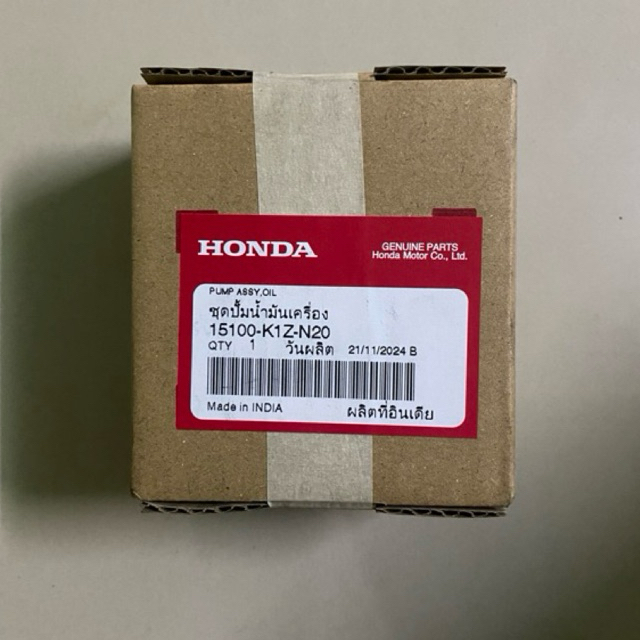 HONDA
GENUINE PARTS
Honda Motor Co., Ltd.
PUMP ASSY,OIL
ชุดปั๊มน้ำมันเครื่อง
15100-K1Z-N20
QTY 1 วันผลิต 21/11/2024 B
Made in INDIA ผลิตที่อินเดีย